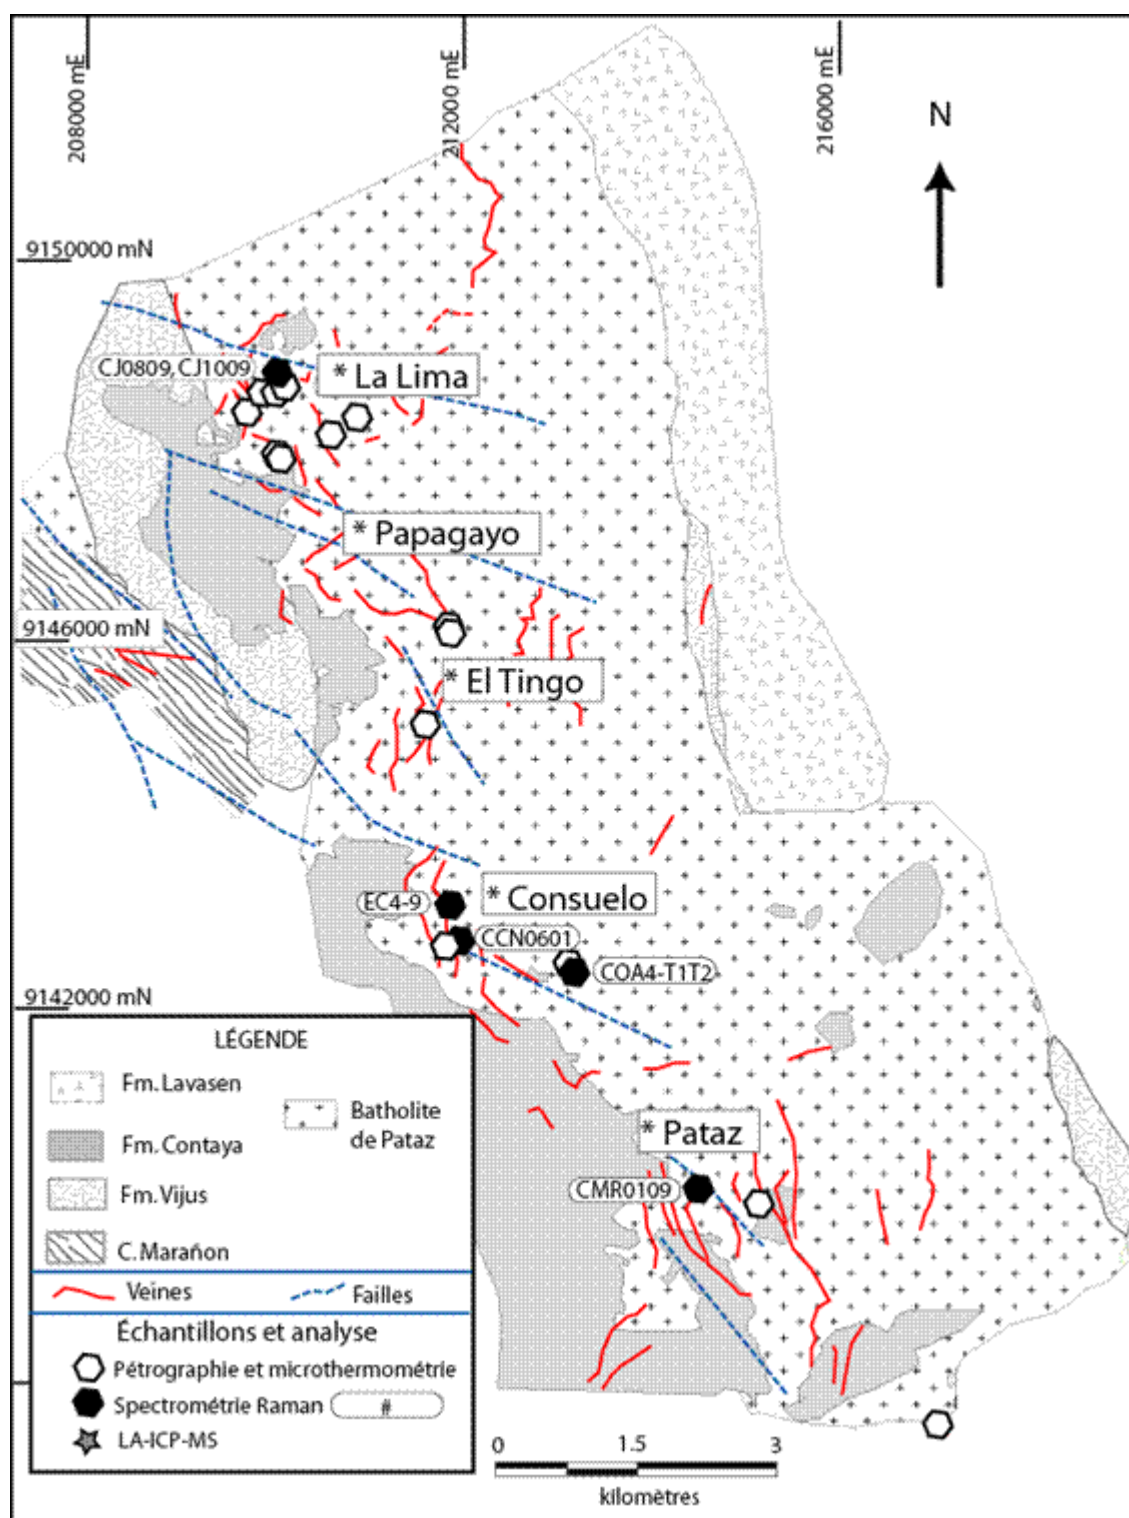 208000 mE
212000 mE
216000 mE
N
9150000 mN
CJ0809, CJ1009
* La Lima
* Papagayo
9146000 mN
* El Tingo
* Consuelo
EC4-9
CCN0601
COA4-T1T2
9142000 mN
* Pataz
CMR0109
LÉGENDE
Fm. Lavasen
Batholite
de Pataz
Fm. Contaya
Fm. Vijus
C. Marañon
Veines
Failles
Échantillons et analyse
Pétrographie et microthermométrie
Spectrométrie Raman #
LA-ICP-MS
0 1.5 3
kilomètres